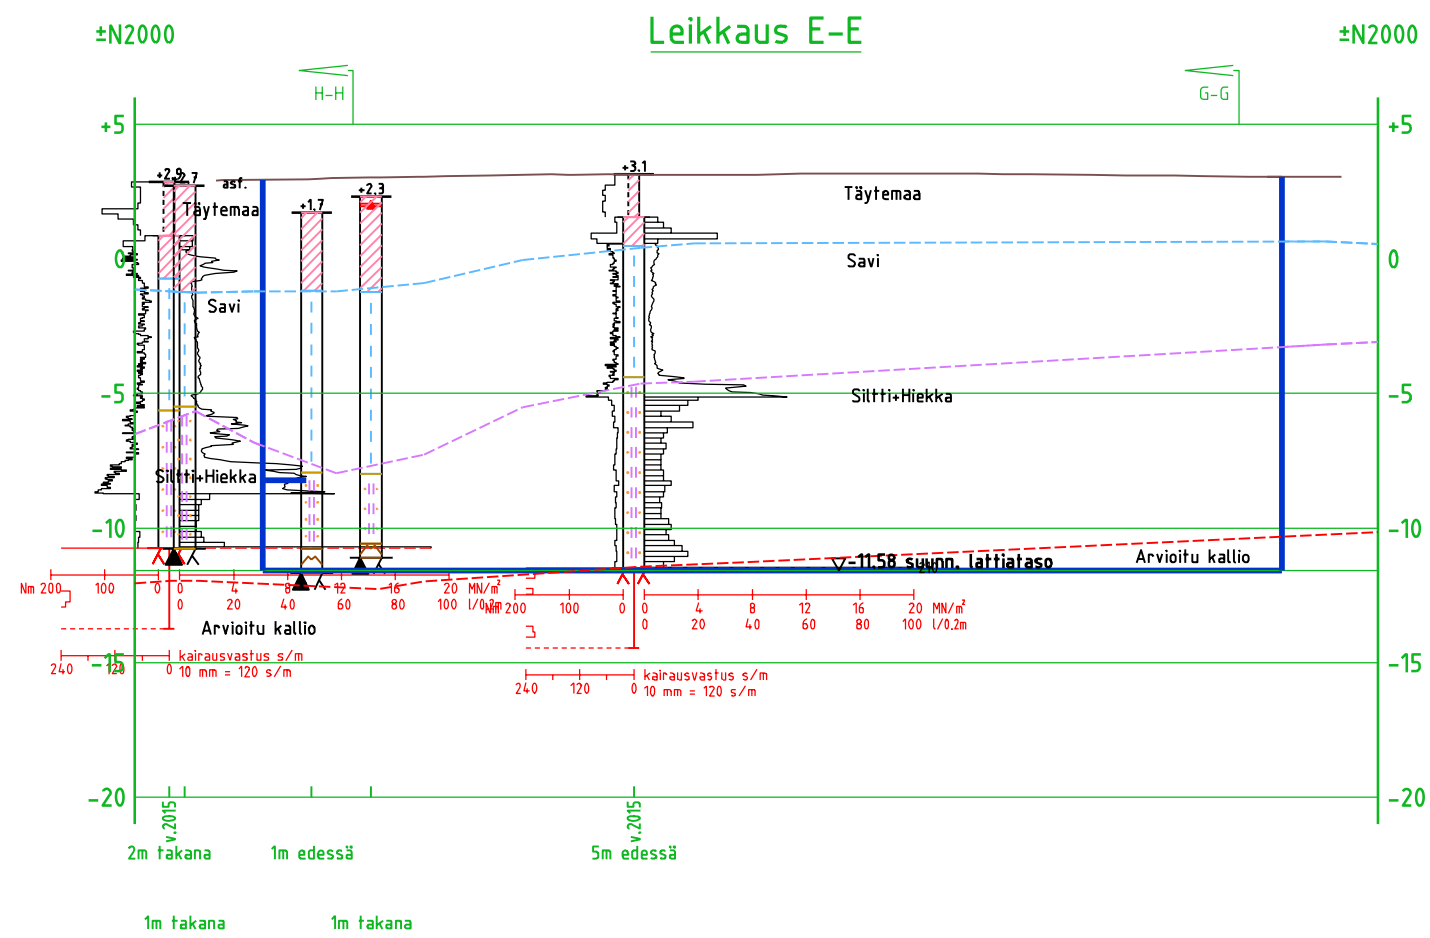 Leikkaus E-E
±N2000
±N2000
H-H
G-G
+5
+5
+2.9
+2.7
asf.
+3.1
+2.3
+1.7
Täytemaa
Täytemaa
0
0
Savi
Savi
-5
-5
Siltti+Hiekka
Siltti+Hiekka
-10
-10
Arvioitu kallio
-11.58 suunn. lattiataso
Nm 200 100 0 4 8 12 16 20 MN/m²
0 20 40 60 80 100 l/0.2m
Nm 200 100 0 4 8 12 16 20 MN/m²
0 20 40 60 80 100 l/0.2m
Arvioitu kallio
kairausvastus s/m
240 120 0 10 mm = 120 s/m
-15
-15
kairausvastus s/m
240 120 0 10 mm = 120 s/m
-20
-20
v.2015
v.2015
2m takana
1m edessä
5m edessä
1m takana
1m takana